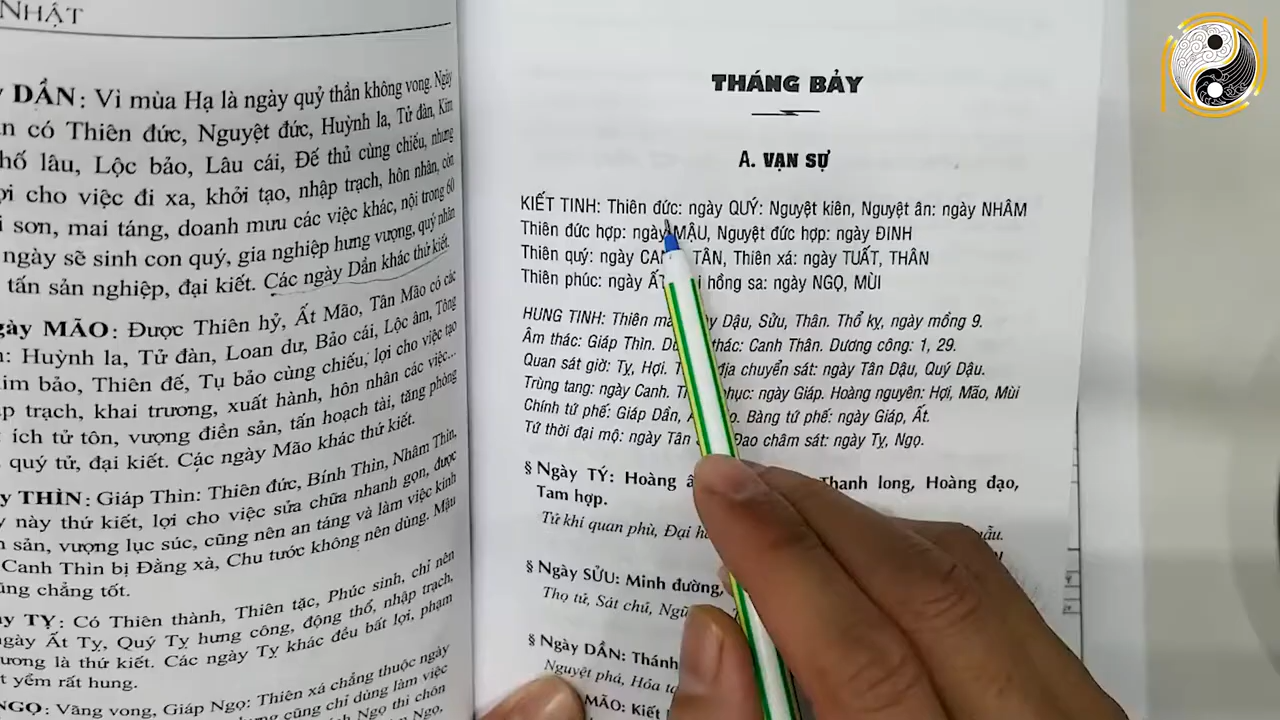 NHẬT
DẦN: Vì mùa Hạ là ngày quỷ thần không vong. Ngày
có Thiên đức, Nguyệt đức, Huỳnh la, Tử đàn, Kim
lâu, Lộc bảo, Lâu cái, Đế thủ cùng chiếu, nhưng
cho việc đi xa, khởi tạo, nhập trạch, hôn nhân, còn
sơn, mai táng, doanh mưu các việc khác, nội trong 60
ngày sẽ sinh con quý, gia nghiệp hưng vượng, quý nhân
tấn sản nghiệp, đại kiết. Các ngày Dần khác thứ kiết.
MÃO: Được Thiên hỷ, Ất Mão, Tân Mão có các
Huỳnh la, Tử đàn, Loan dư, Bảo cái, Lộc âm, Tông
bảo, Thiên đế, Tụ bảo cùng chiếu, lợi cho việc tạo
trạch, khai trương, xuất hành, hôn nhân các việc...
ích tử tôn, vượng điền sản, tấn hoạch tài, tăng phòng
quý tử, đại kiết. Các ngày Mão khác thứ kiết.
THÌN: Giáp Thìn: Thiên đức, Bính Thìn, Nhâm Thìn,
này thứ kiết, lợi cho việc sửa chữa nhanh gọn, được
sản, vượng lục súc, cũng nên an táng và làm việc kinh
Canh Thìn bị Đằng xà, Chu tước không nên dùng. Mậu
chẳng tốt.
TỴ: Có Thiên thành, Thiên tặc, Phúc sinh, chỉ nên
Ất Tỵ, Quý Tỵ hưng công, động thổ, nhập trạch,
là thứ kiết. Các ngày Tỵ khác đều bất lợi, phạm
yểm rất hung.
NGỌ: Vãng vong, Giáp Ngọ: Thiên xá chẳng thuộc ngày
cũng chỉ dùng làm việc
Ngọ thì chôn
THÁNG BẢY
A. VẠN SỰ
KIẾT TINH: Thiên đức: ngày QUÝ: Nguyệt kiên, Nguyệt ân: ngày NHÂM
Thiên đức hợp: ngày MẬU, Nguyệt đức hợp: ngày ĐINH
Thiên quý: ngày TÂN, Thiên xá: ngày TUẤT, THÂN
Thiên phúc: ngày hồng sa: ngày NGỌ, MÙI
HUNG TINH: Thiên Dậu, Sửu, Thân. Thổ kỵ, ngày mồng 9.
Âm thác: Giáp Thìn. thác: Canh Thân. Dương công: 1, 29.
Quan sát giờ: Tỵ, Hợi. địa chuyển sát: ngày Tân Dậu, Quý Dậu.
Trùng tang: ngày Canh. phục: ngày Giáp. Hoàng nguyên: Hợi, Mão, Mùi
Chính tứ phế: Giáp Dần, Bàng tứ phế: ngày Giáp, Ất.
Tứ thời đại mộ: ngày Tân Đao châm sát: ngày Tỵ, Ngọ.
§ Ngày TÝ: Hoàng Thanh long, Hoàng đạo,
Tam hợp.
Tử khí quan phù, Đại
§ Ngày SỬU: Minh đường,
Thọ tử, Sát chủ,
§ Ngày DẦN:
Nguyệt phá,
MÃO: